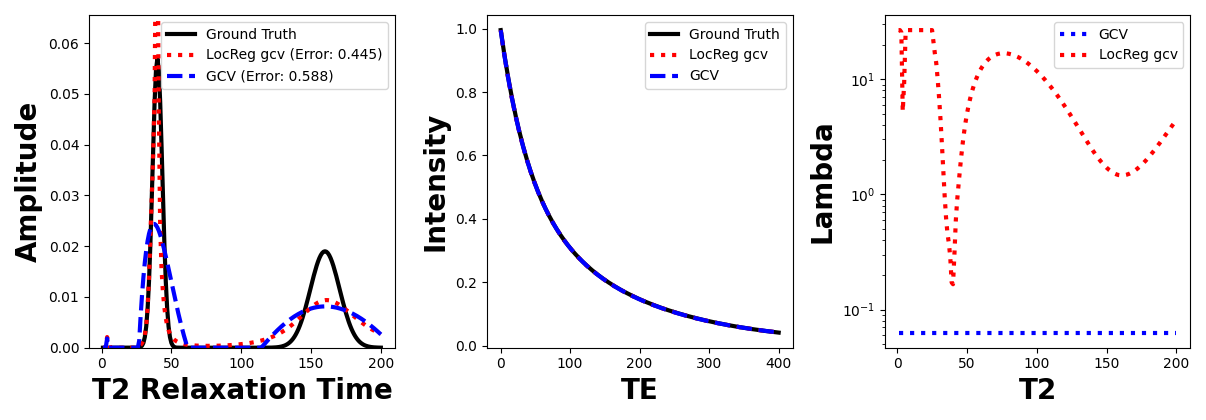 Amplitude
0.06
0.05
0.04
0.03
0.02
0.01
0.00
Ground Truth
LocReg gcv (Error: 0.445)
GCV (Error: 0.588)
0 50 100 150 200
T2 Relaxation Time
Intensity
1.0
0.8
0.6
0.4
0.2
0.0
Ground Truth
LocReg gcv
GCV
0 100 200 300 400
TE
Lambda
10¹
10⁰
10⁻¹
GCV
LocReg gcv
0 50 100 150 200
T2